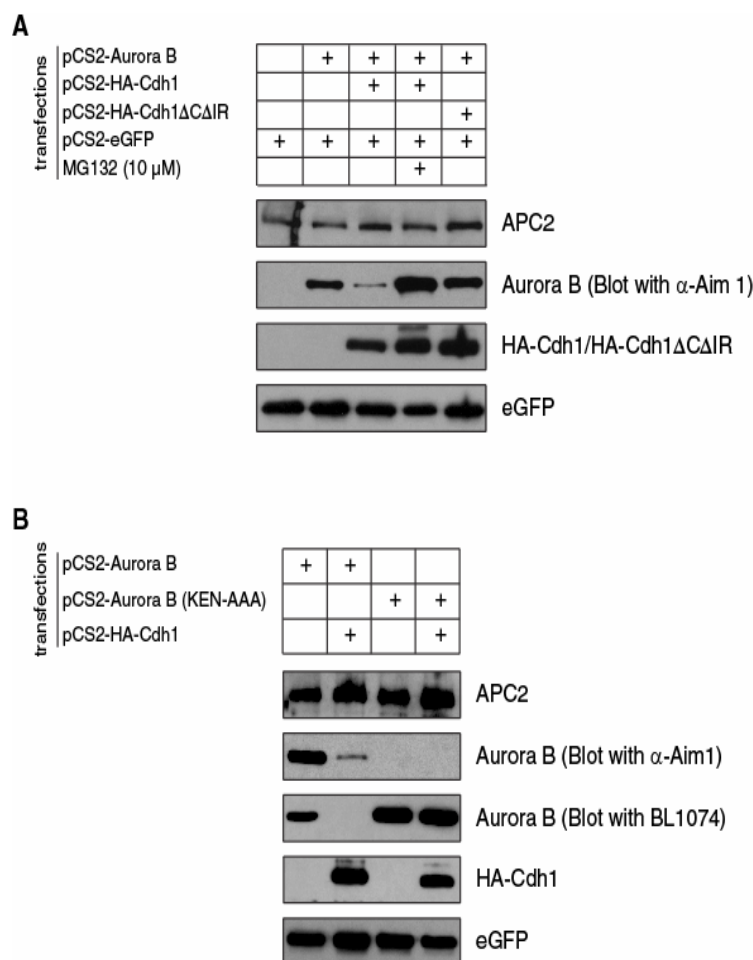 A
transfections
pCS2-Aurora B + + + +
pCS2-HA-Cdh1 + +
pCS2-HA-Cdh1ΔCΔIR +
pCS2-eGFP + + + + +
MG132 (10 µM) +
APC2
Aurora B (Blot with α-Aim 1)
HA-Cdh1/HA-Cdh1ΔCΔIR
eGFP
B
transfections
pCS2-Aurora B + +
pCS2-Aurora B (KEN-AAA) + +
pCS2-HA-Cdh1 + +
APC2
Aurora B (Blot with α-Aim1)
Aurora B (Blot with BL1074)
HA-Cdh1
eGFP